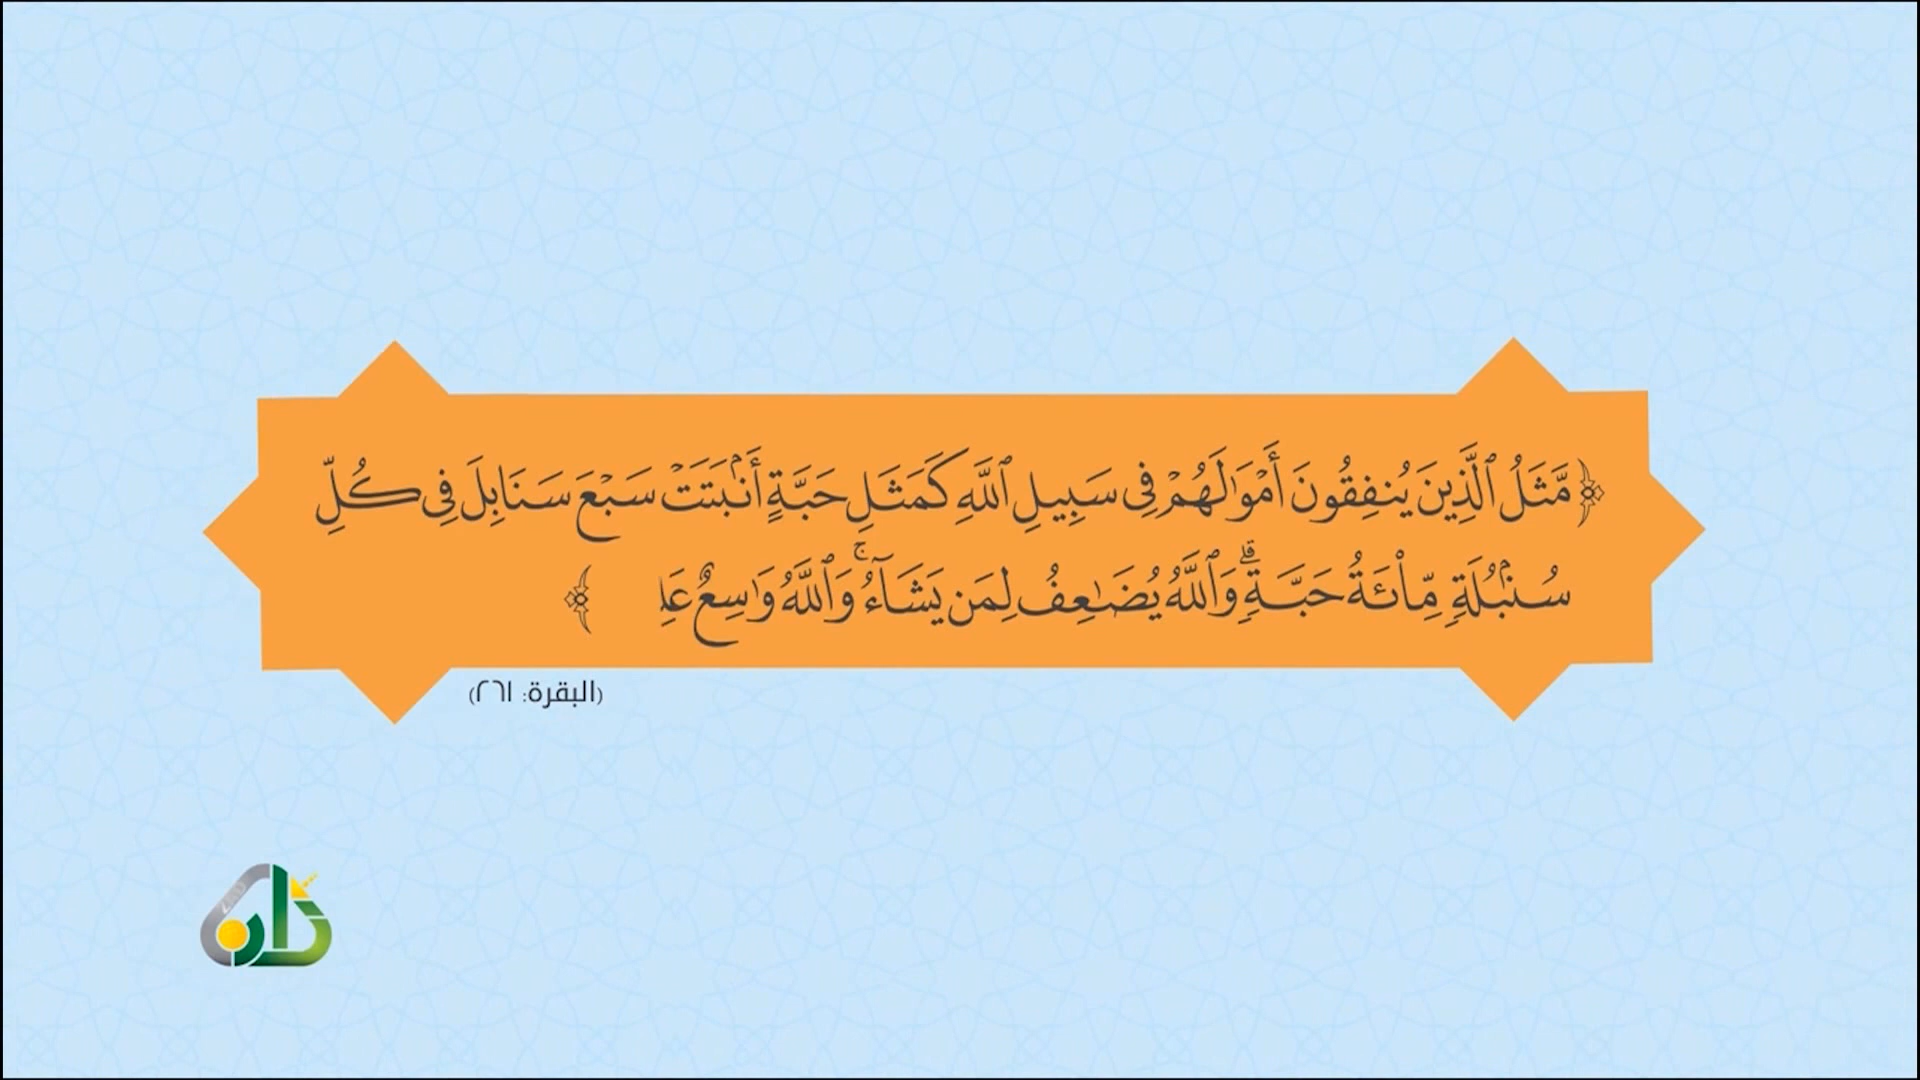 ﴿مَّثَلُ ٱلَّذِينَ يُنفِقُونَ أَمْوَٰلَهُمْ فِى سَبِيلِ ٱللَّهِ كَمَثَلِ حَبَّةٍ أَنۢبَتَتْ سَبْعَ سَنَابِلَ فِى كُلِّ
سُنۢبُلَةٍ مِّا۟ئَةُ حَبَّةٍ ۗ وَٱللَّهُ يُضَـٰعِفُ لِمَن يَشَآءُ ۚ وَٱللَّهُ وَٰسِعٌ ﴾
(البقرة: ٢٦١)